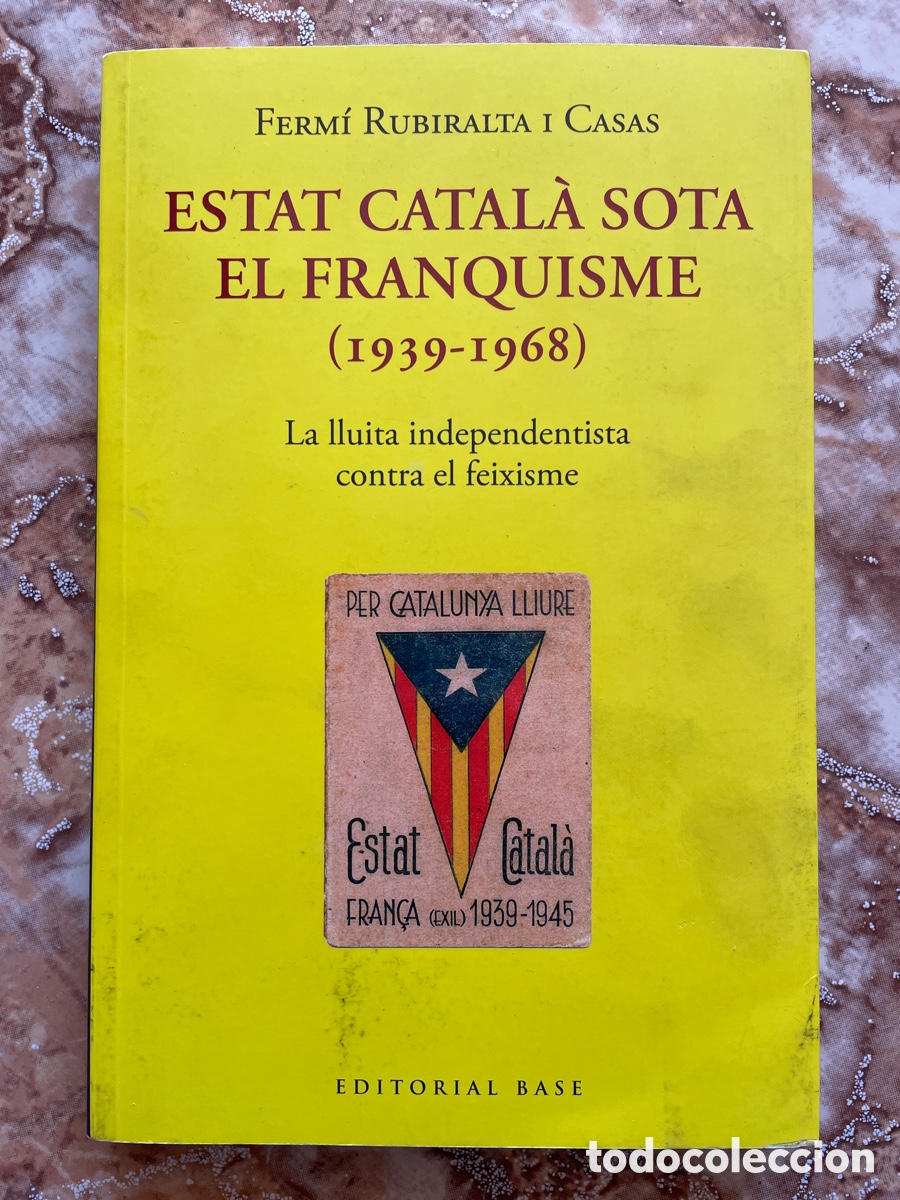 Fermí Rubiralta i Casas
ESTAT CATALÀ SOTA
EL FRANQUISME
(1939-1968)
La lluita independentista
contra el feixisme
PER CATALUNYA LLIURE
Estat Català
FRANÇA (EXIL) 1939-1945
EDITORIAL BASE
todocoleccion